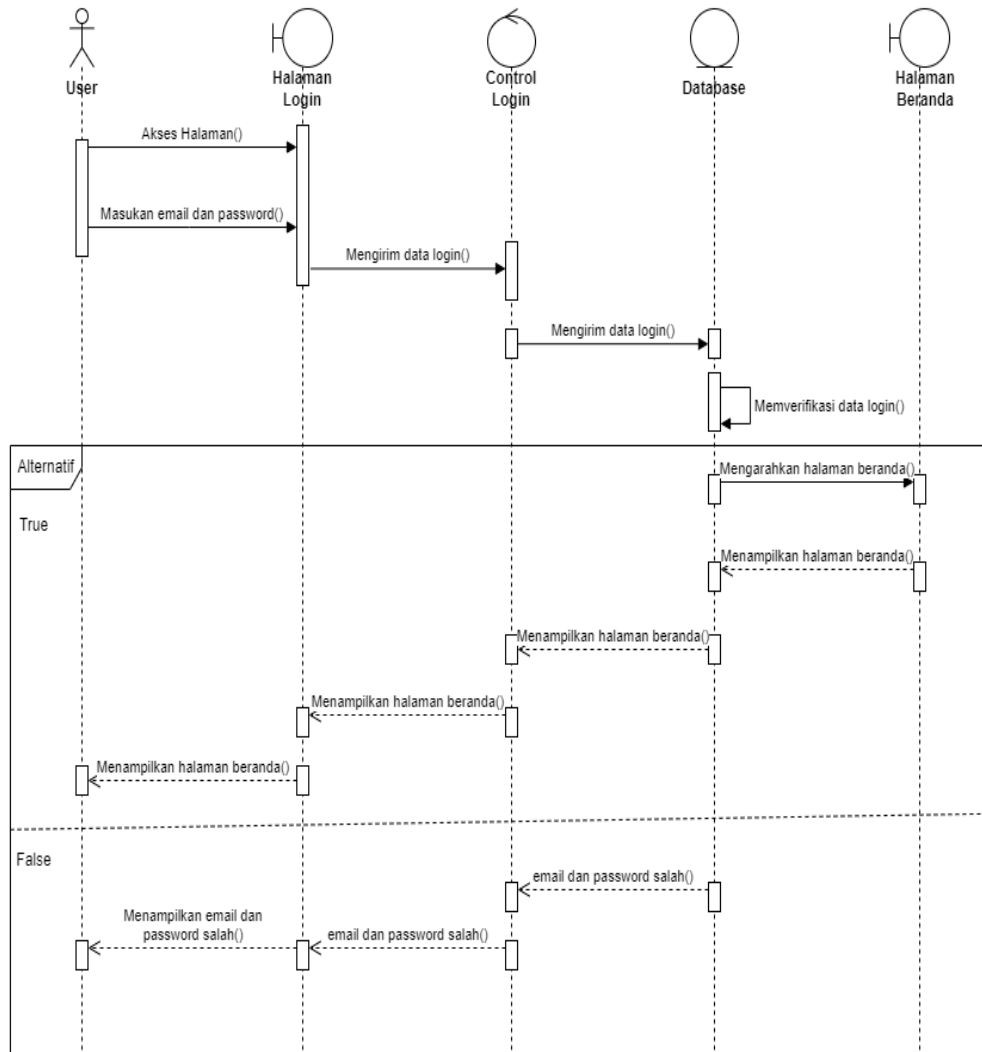 User
Halaman
Login
Control
Login
Database
Halaman
Beranda
Akses Halaman()
Masukan email dan password()
Mengirim data login()
Mengirim data login()
Memverifikasi data login()
Alternatif
Mengarahkan halaman beranda()
True
Menampilkan halaman beranda()
Menampilkan halaman beranda()
Menampilkan halaman beranda()
Menampilkan halaman beranda()
False
email dan password salah()
Menampilkan email dan
password salah()
email dan password salah()